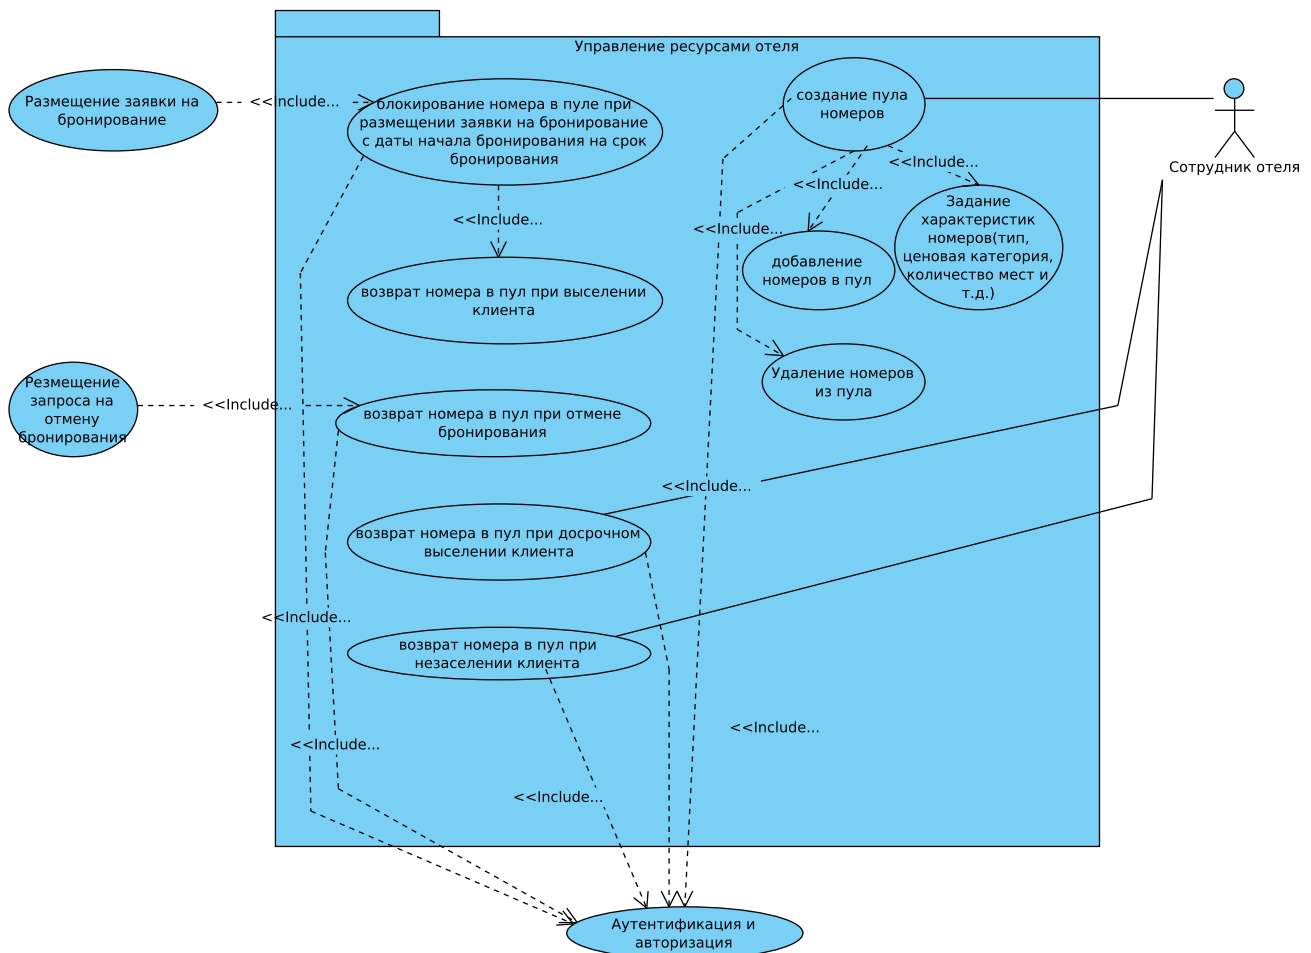 Управление ресурсами отеля
Размещение заявки на
бронирование
<<Include...
блокирование номера в пуле при
размещении заявки на бронирование
с даты начала бронирования на срок
бронирования
создание пула
номеров
Сотрудник отеля
<<Include...
<<Include...
<<Include...
<<Include...
Задание
характеристик
номеров(тип,
ценовая категория,
количество мест и
т.д.)
добавление
номеров в пул
возврат номера в пул при выселении
клиента
Удаление номеров
из пула
Резмещение
запроса на
отмену
бронирования
<<Include...
возврат номера в пул при отмене
бронирования
<<Include...
возврат номера в пул при досрочном
выселении клиента
<<Include...
возврат номера в пул при
незаселении клиента
<<Include...
<<Include...
<<Include...
Аутентификация и
авторизация